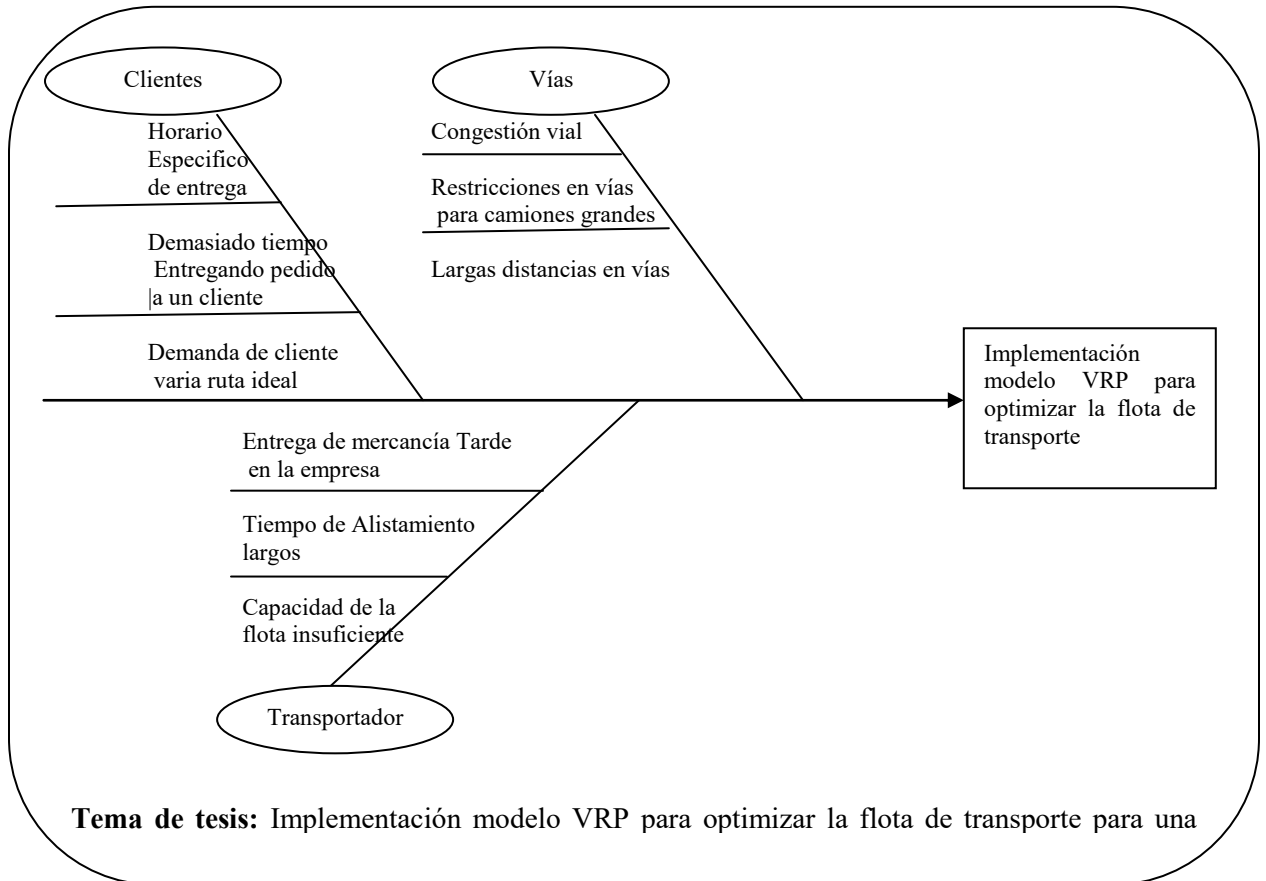 Clientes
Horario
Especifico
de entrega
Demasiado tiempo
Entregando pedido
|a un cliente
Demanda de cliente
varia ruta ideal
Vías
Congestión vial
Restricciones en vías
para camiones grandes
Largas distancias en vías
Implementación
modelo VRP para
optimizar la flota de
transporte
Entrega de mercancía Tarde
en la empresa
Tiempo de Alistamiento
largos
Capacidad de la
flota insuficiente
Transportador
Tema de tesis: Implementación modelo VRP para optimizar la flota de transporte para una